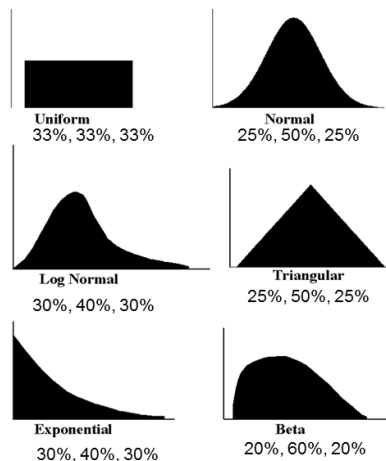 Uniform
33%, 33%, 33%
Normal
25%, 50%, 25%
Log Normal
30%, 40%, 30%
Triangular
25%, 50%, 25%
Exponential
30%, 40%, 30%
Beta
20%, 60%, 20%